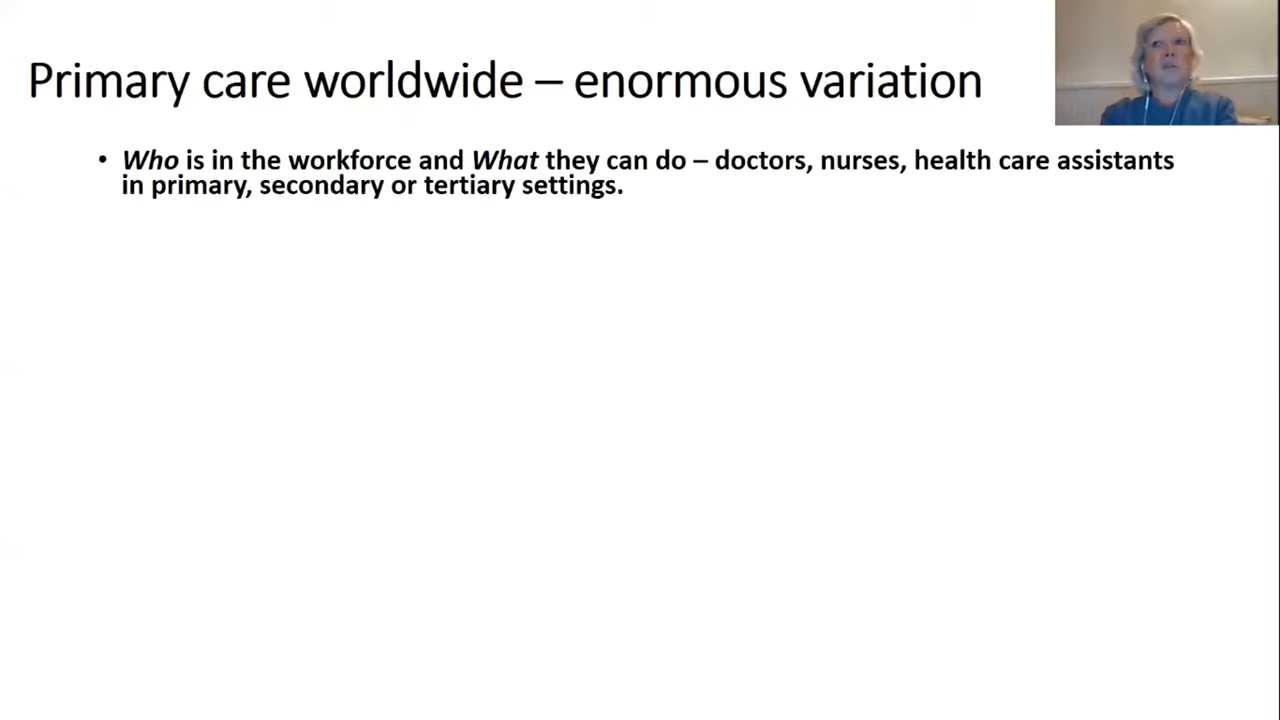 Primary care worldwide – enormous variation
• Who is in the workforce and What they can do – doctors, nurses, health care assistants
in primary, secondary or tertiary settings.